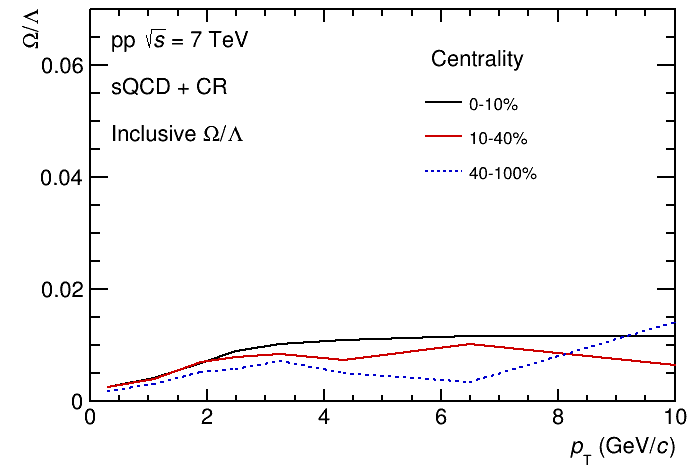 Ω/Λ
pp √s = 7 TeV
sQCD + CR
Inclusive Ω/Λ
Centrality
0-10%
10-40%
40-100%
0.06
0.04
0.02
0
0 2 4 6 8 10
p_T (GeV/c)